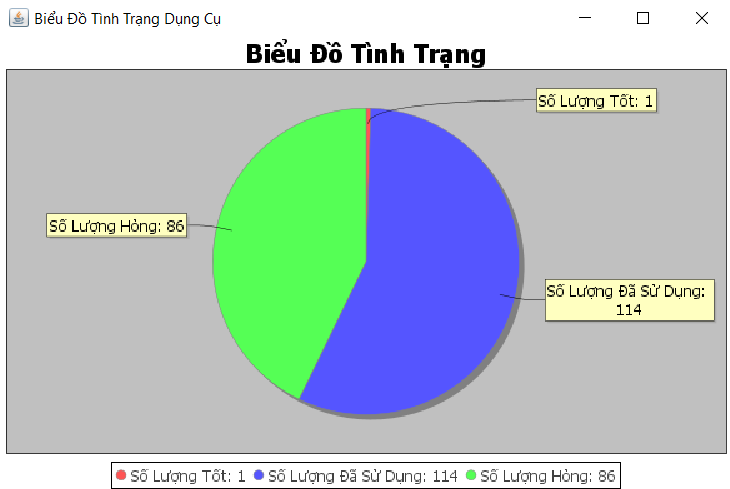 Biểu Đồ Tình Trạng Dụng Cụ
Biểu Đồ Tình Trạng
Số Lượng Tốt: 1
Số Lượng Hỏng: 86
Số Lượng Đã Sử Dụng:
114
Số Lượng Tốt: 1 Số Lượng Đã Sử Dụng: 114 Số Lượng Hỏng: 86